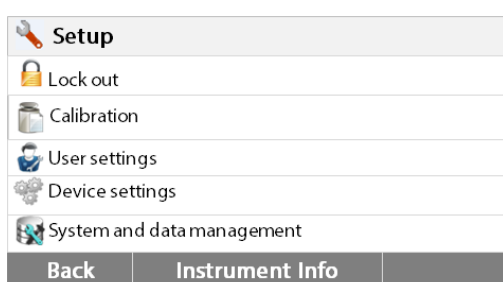 Setup
Lock out
Calibration
User settings
Device settings
System and data management
Back Instrument Info